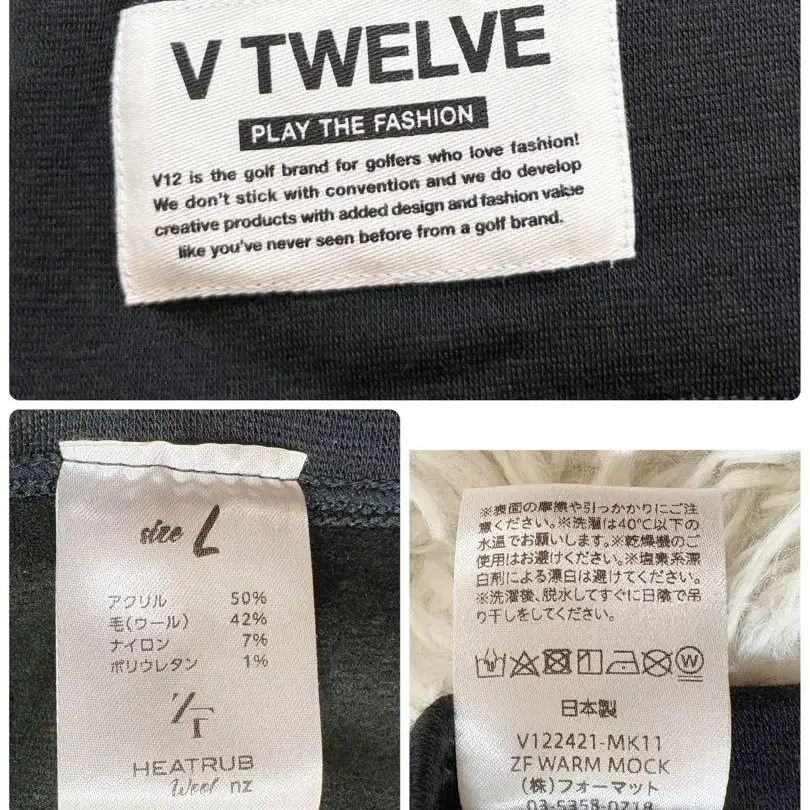 V TWELVE
PLAY THE FASHION
V12 is the golf brand for golfers who love fashion!
We don't stick with convention and we do develop
creative products with added design and fashion value
like you've never seen before from a golf brand.
size L
アクリル 50%
毛(ウール) 42%
ナイロン 7%
ポリウレタン 1%
HEATRUB
Wool nz
※表面の摩擦や引っかかりにご注
意ください。※洗濯は40℃以下の
水温でお願いします。※乾燥機のご
使用はお避けください。※塩素系漂
白剤による漂白は避けてください。
※洗濯後、脱水してすぐに日陰で吊
り干しをしてください。
W
日本製
V122421-MK11
ZF WARM MOCK
(株)フォーマット
03-5358-0218